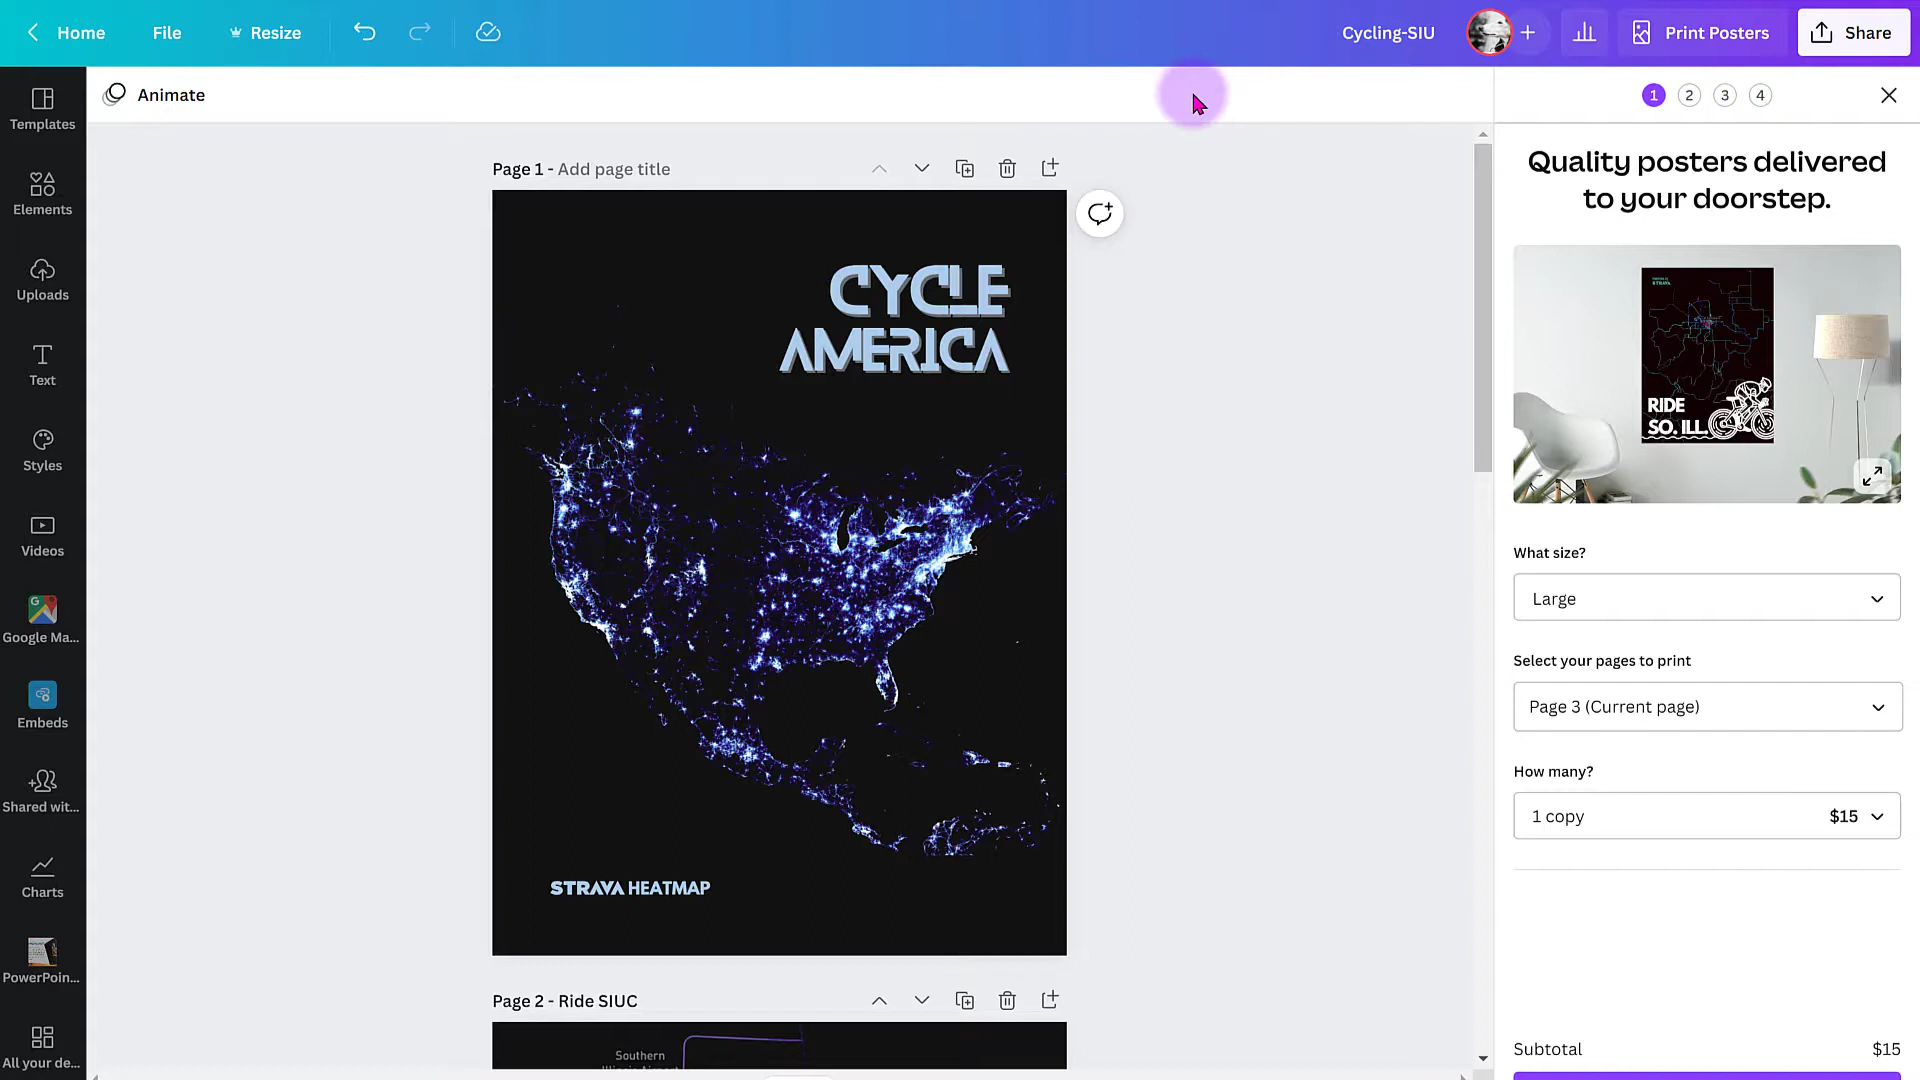 Home
File
Resize
Cycling-SIU
Print Posters
Share
Templates
Elements
Uploads
Text
Styles
Videos
Google Ma...
Embeds
Shared wit...
Charts
PowerPoin...
All your de...
Animate
Page 1 - Add page title
CYCLE
AMERICA
STRAVA HEATMAP
Page 2 - Ride SIUC
Southern
1 2 3 4
Quality posters delivered
to your doorstep.
STRAVA
RIDE
SO. ILL.
What size?
Large
Select your pages to print
Page 3 (Current page)
How many?
1 copy $15
Subtotal $15